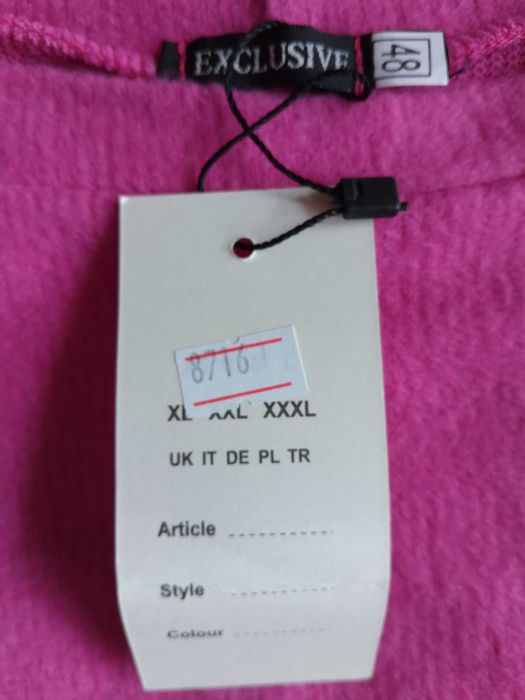 EXCLUSIVE
48
8716
XL XXL XXXL
UK IT DE PL TR
Article
Style
Colour